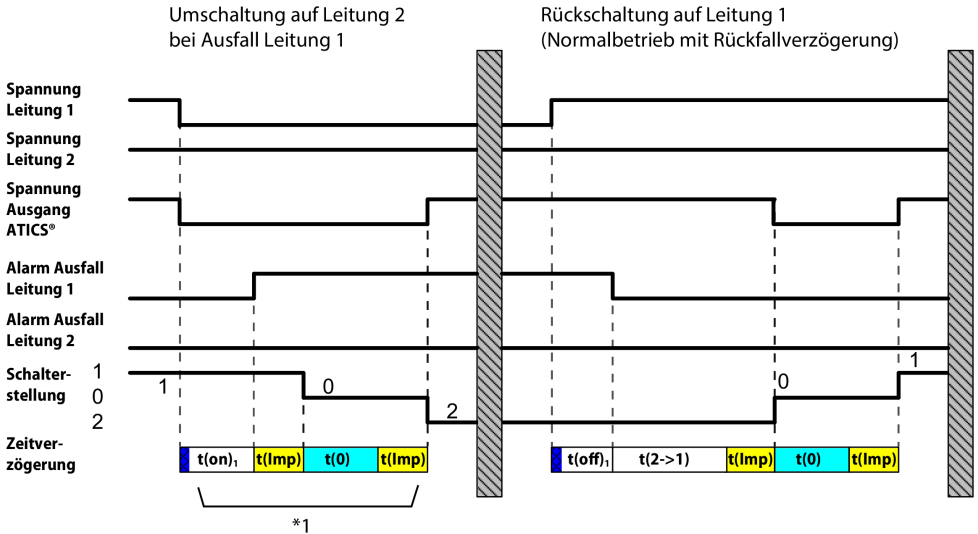 Umschaltung auf Leitung 2
bei Ausfall Leitung 1
Rückschaltung auf Leitung 1
(Normalbetrieb mit Rückfallverzögerung)
Spannung
Leitung 1
Spannung
Leitung 2
Spannung
Ausgang
ATICS®
Alarm Ausfall
Leitung 1
Alarm Ausfall
Leitung 2
Schalter-
stellung
1
0
2
1
0
2
0
1
Zeitver-
zögerung
t(on)₁
t(Imp)
t(0)
t(Imp)
t(off)₁
t(2->1)
t(Imp)
t(0)
t(Imp)
*1